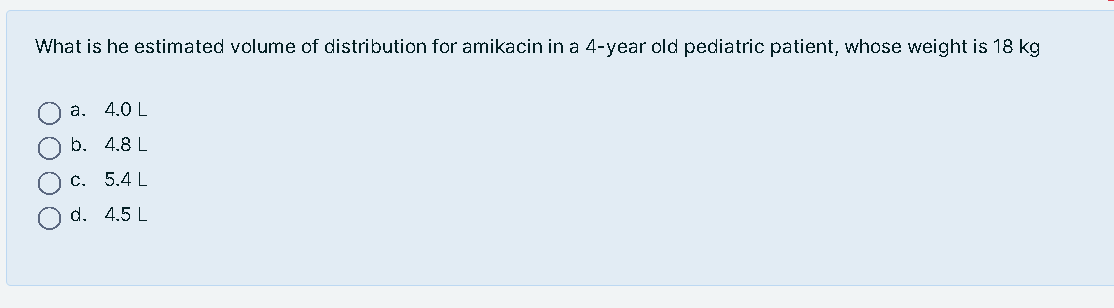 What is he estimated volume of distribution for amikacin in a 4-year old pediatric patient, whose weight is 18 kg
a. 4.0 L
b. 4.8 L
c. 5.4 L
d. 4.5 L